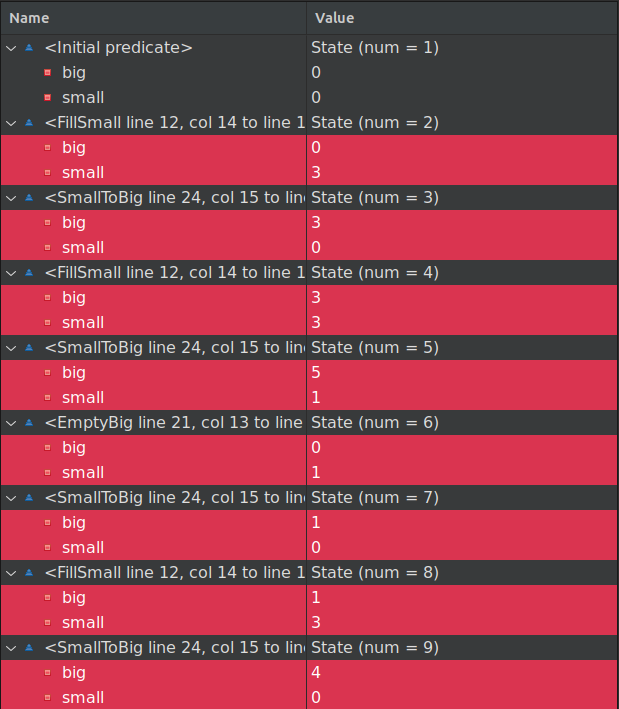 Name Value
<Initial predicate> State (num = 1)
big 0
small 0
<FillSmall line 12, col 14 to line 1 State (num = 2)
big 0
small 3
<SmallToBig line 24, col 15 to line State (num = 3)
big 3
small 0
<FillSmall line 12, col 14 to line 1 State (num = 4)
big 3
small 3
<SmallToBig line 24, col 15 to line State (num = 5)
big 5
small 1
<EmptyBig line 21, col 13 to line State (num = 6)
big 0
small 1
<SmallToBig line 24, col 15 to line State (num = 7)
big 1
small 0
<FillSmall line 12, col 14 to line 1 State (num = 8)
big 1
small 3
<SmallToBig line 24, col 15 to line State (num = 9)
big 4
small 0